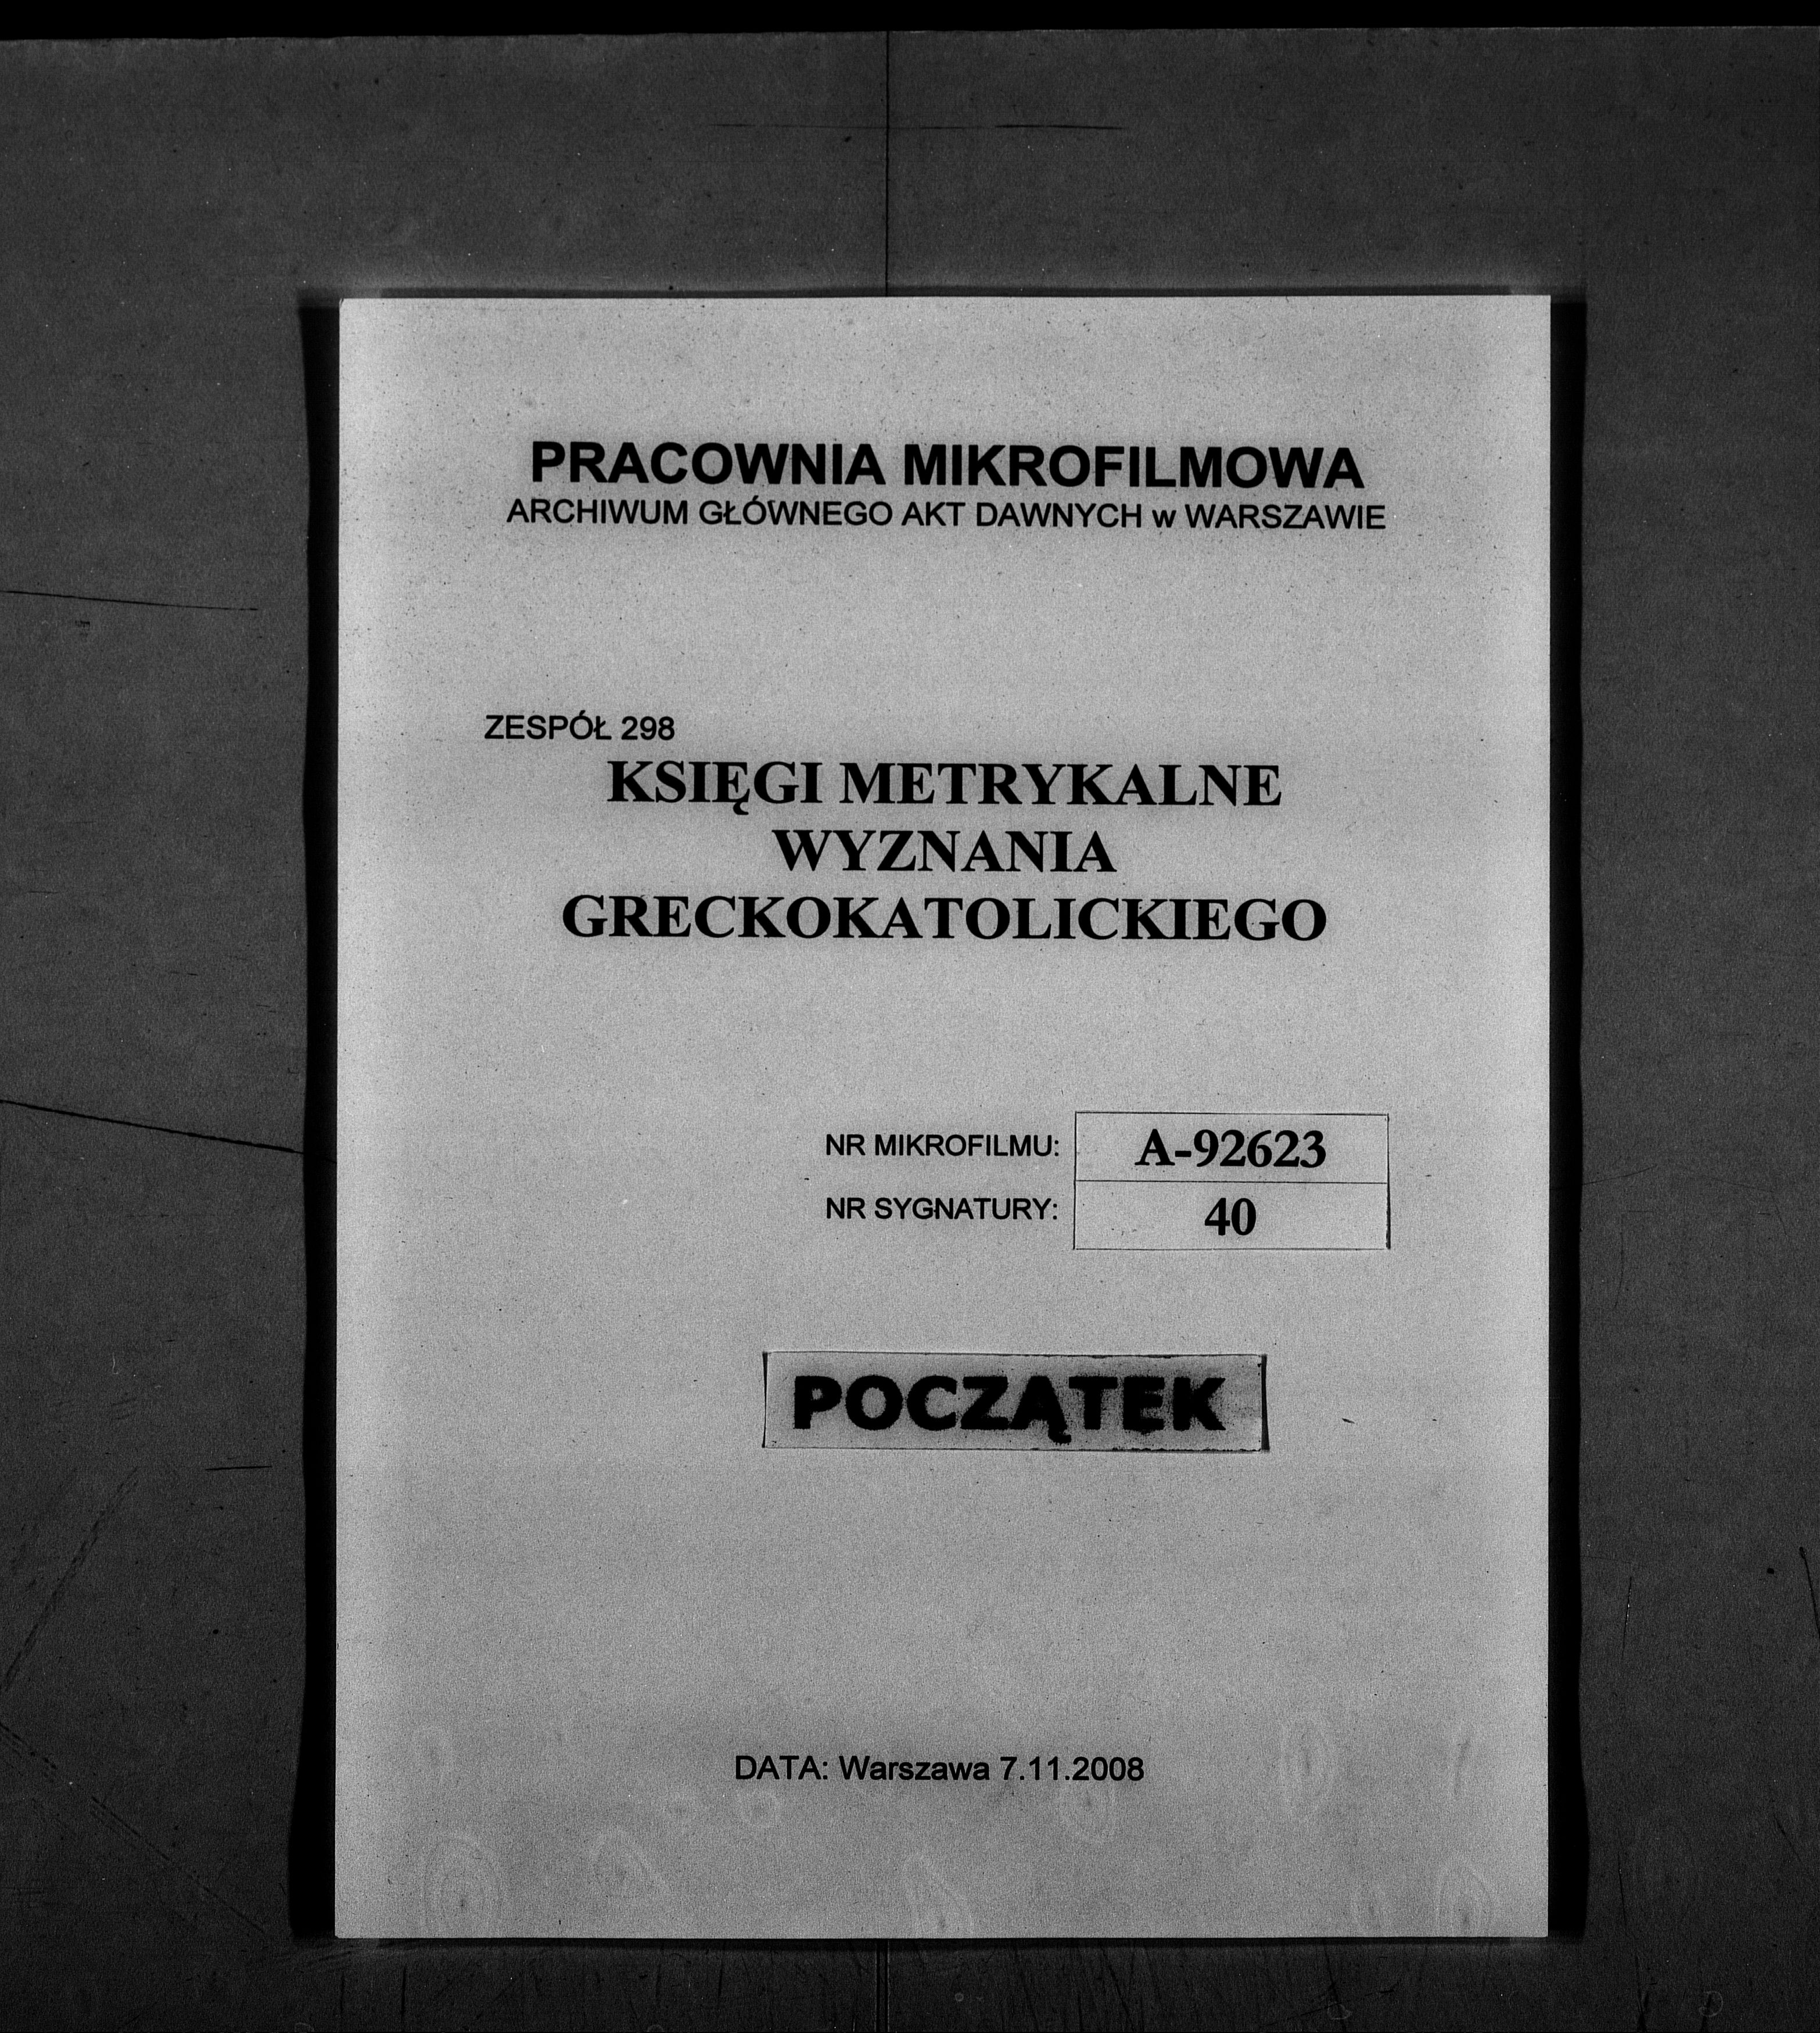 PRACOWNIA MIKROFILMOWA
ARCHIWUM GŁÓWNEGO AKT DAWNYCH w WARSZAWIE
ZESPÓŁ 298
KSIĘGI METRYKALNE
WYZNANIA
GRECKOKATOLICKIEGO
NR MIKROFILMU: A-92623
NR SYGNATURY: 40
POCZĄTEK
DATA: Warszawa 7.11.2008